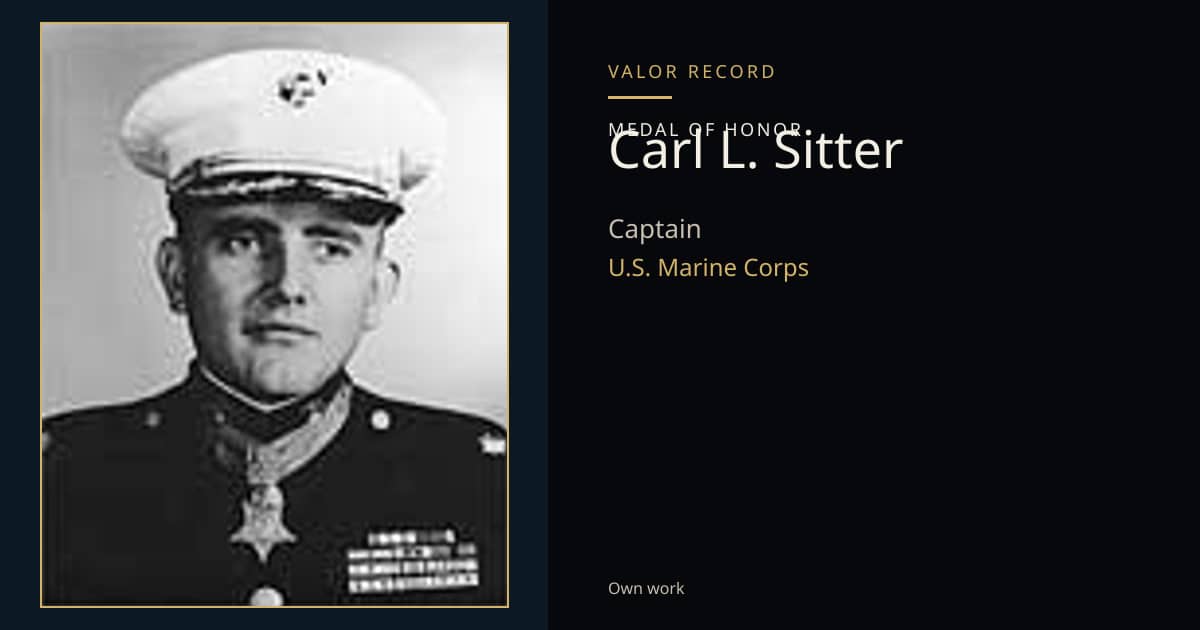 VALOR RECORD
MEDAL OF HONOR
Carl L. Sitter
Captain
U.S. Marine Corps
Own work